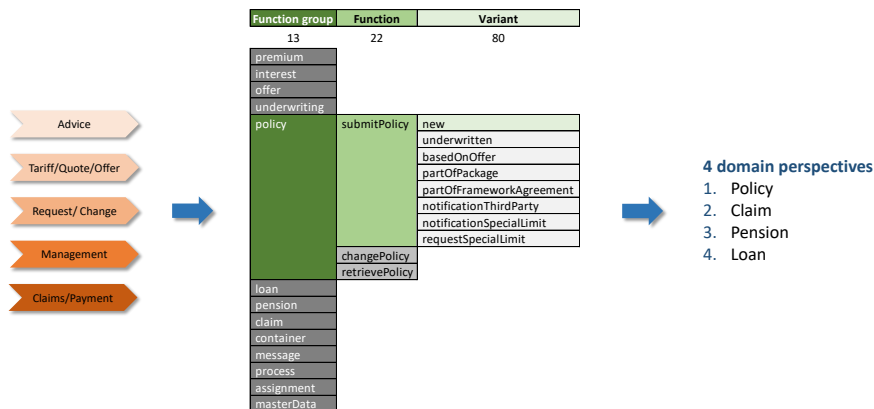 Function group Function Variant
13 22 80
premium
interest
offer
underwriting
policy submitPolicy new
underwritten
basedOnOffer
partOfPackage
partOfFrameworkAgreement
notificationThirdParty
notificationSpecialLimit
requestSpecialLimit
changePolicy
retrievePolicy
loan
pension
claim
container
message
process
assignment
masterData
Advice
Tariff/Quote/Offer
Request/ Change
Management
Claims/Payment
4 domain perspectives
1. Policy
2. Claim
3. Pension
4. Loan